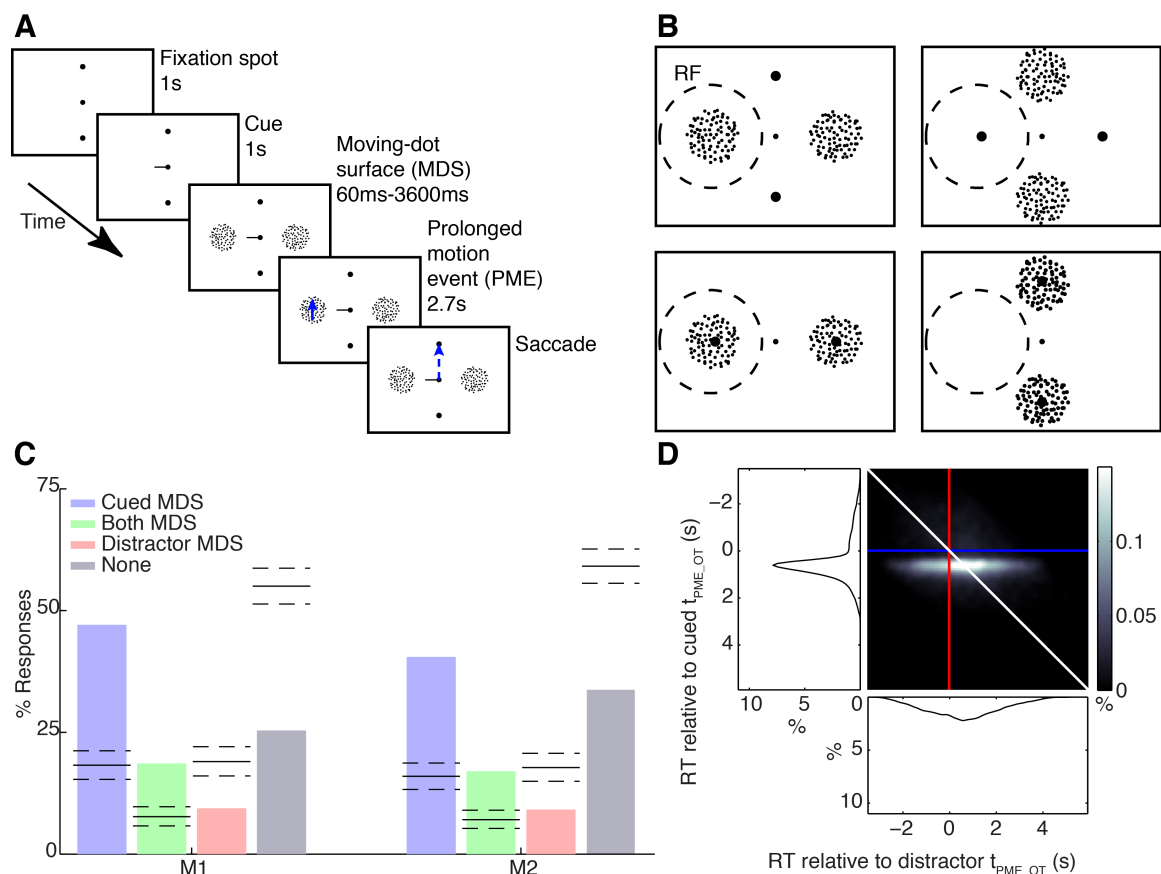 A
Fixation spot
1s
Cue
1s
Moving-dot
surface (MDS)
60ms-3600ms
Time
Prolonged
motion
event (PME)
2.7s
Saccade
B
RF
C
75
50
25
0
% Responses
Cued MDS
Both MDS
Distractor MDS
None
M1
M2
D
RT relative to cued tPME_OT (s)
−2
0
2
4
10
5
0
%
0.1
0.05
0
%
0
5
10
%
−2
0
2
4
RT relative to distractor tPME_OT (s)